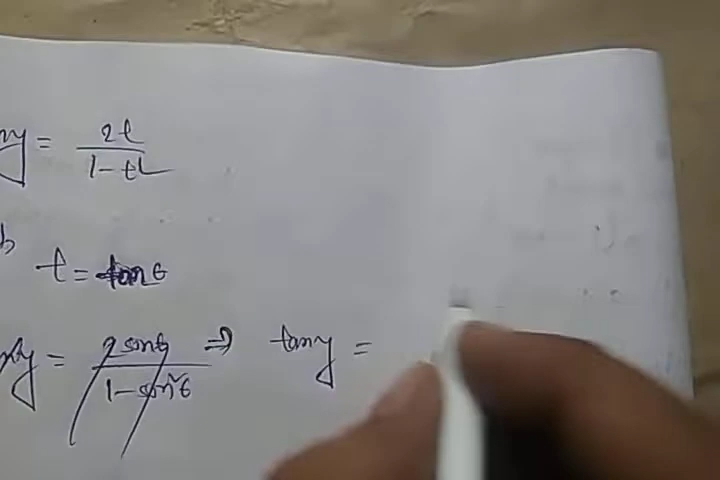 y = 2t / 1 - t²
t = tanθ
y = 2 sinθ / 1 - sin²θ ⇒ tany =